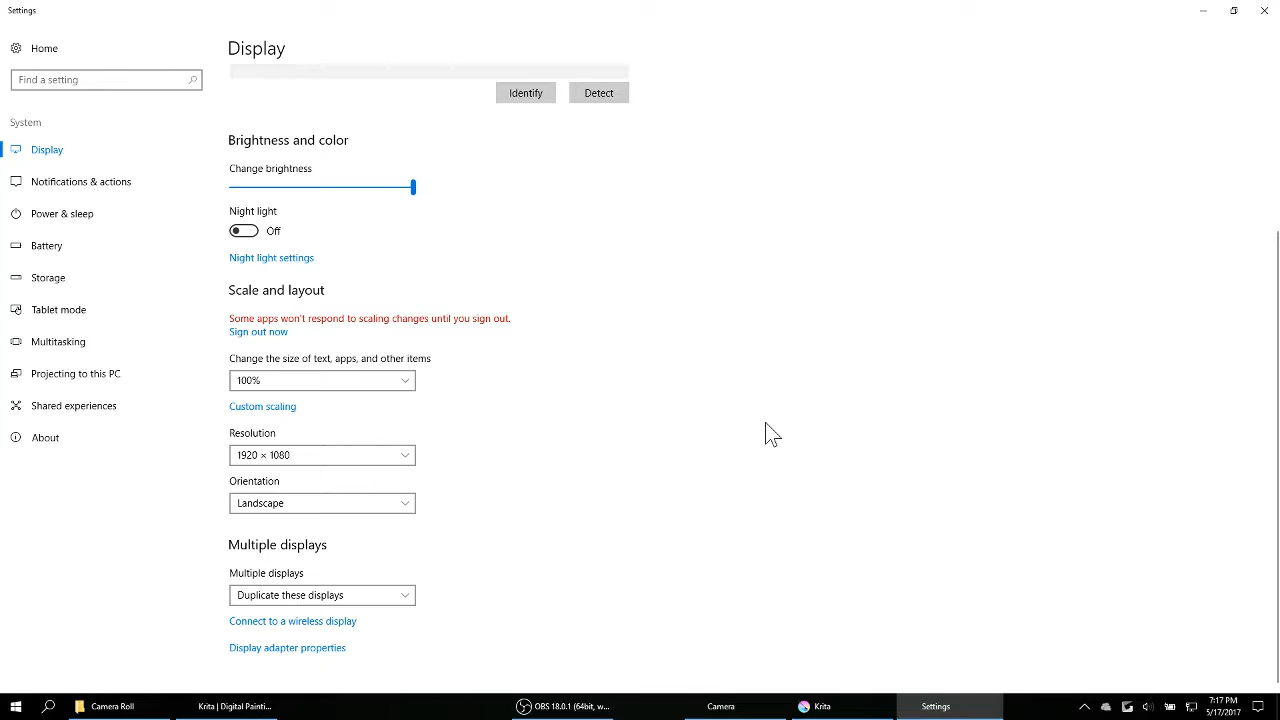 Settings
Home
Find a setting
System
Display
Notifications & actions
Power & sleep
Battery
Storage
Tablet mode
Multitasking
Projecting to this PC
Shared experiences
About
Display
Identify Detect
Brightness and color
Change brightness
Night light
Off
Night light settings
Scale and layout
Some apps won't respond to scaling changes until you sign out.
Sign out now
Change the size of text, apps, and other items
100%
Custom scaling
Resolution
1920 × 1080
Orientation
Landscape
Multiple displays
Multiple displays
Duplicate these displays
Connect to a wireless display
Display adapter properties
Camera Roll Krita | Digital Painti... OBS 18.0.1 (64bit, w... Camera Krita Settings 7:17 PM
5/17/2017